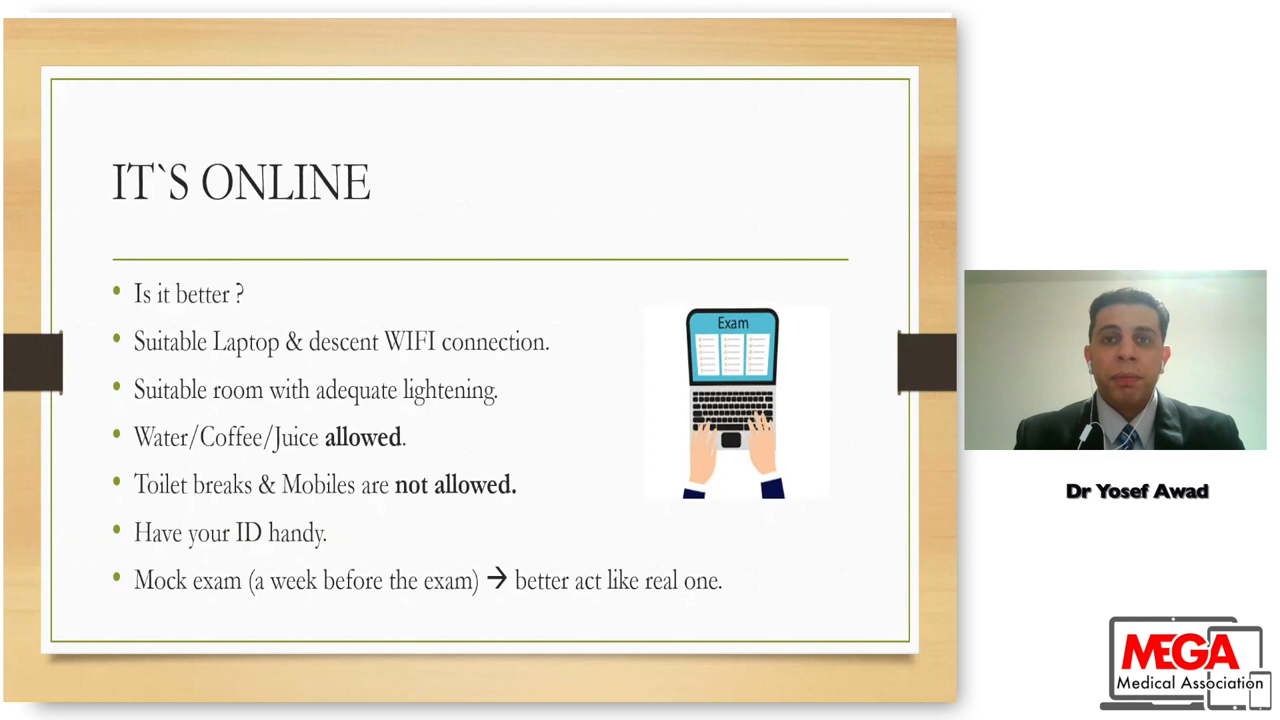 IT`S ONLINE
• Is it better ?
• Suitable Laptop & descent WIFI connection.
• Suitable room with adequate lightening.
• Water/Coffee/Juice allowed.
• Toilet breaks & Mobiles are not allowed.
• Have your ID handy.
• Mock exam (a week before the exam) → better act like real one.
Exam
Dr Yosef Awad
MEGA
Medical Association